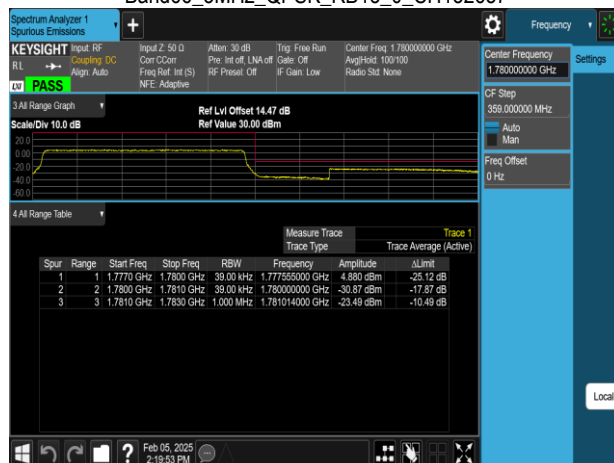 Spectrum Analyzer 1
Spurious Emissions
Frequency
KEYSIGHT Input: RF
Coupling: DC
Align: Auto
RL
LXI PASS
Input Z: 50 Ω
Corr CCorr
Freq Ref: Int (S)
NFE: Adaptive
Atten: 30 dB
Pre: Int off, LNA off
RF Preset: Off
Trig: Free Run
Gate: Off
IF Gain: Low
Center Freq: 1.780000000 GHz
Avg|Hold: 100/100
Radio Std: None
Center Frequency
1.780000000 GHz
Settings
CF Step
359.000000 MHz
Auto
Man
Freq Offset
0 Hz
3 All Range Graph
Ref Lvl Offset 14.47 dB
Scale/Div 10.0 dB
Ref Value 30.00 dBm
20.0
0.00
-20.0
-40.0
-60.0
4 All Range Table
Measure Trace Trace 1
Trace Type Trace Average (Active)
Spur Range Start Freq Stop Freq RBW Frequency Amplitude ΔLimit
1 1 1.7770 GHz 1.7800 GHz 39.00 kHz 1.777555000 GHz 4.880 dBm -25.12 dB
2 2 1.7800 GHz 1.7810 GHz 39.00 kHz 1.780000000 GHz -30.87 dBm -17.87 dB
3 3 1.7810 GHz 1.7830 GHz 1.000 MHz 1.781014000 GHz -23.49 dBm -10.49 dB
Local
Feb 05, 2025
2:19:53 PM